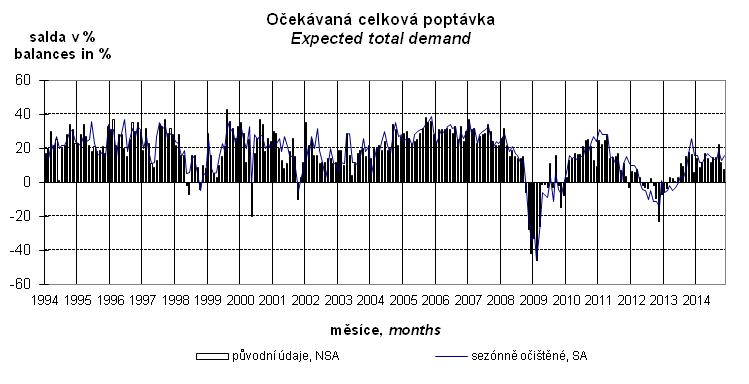 Očekávaná celková poptávka
Expected total demand
salda v %
balances in %
60
40
20
0
-20
-40
-60
1994 1995 1996 1997 1998 1999 2000 2001 2002 2003 2004 2005 2006 2007 2008 2009 2010 2011 2012 2013 2014
měsíce, months
původní údaje, NSA
sezónně očištěné, SA